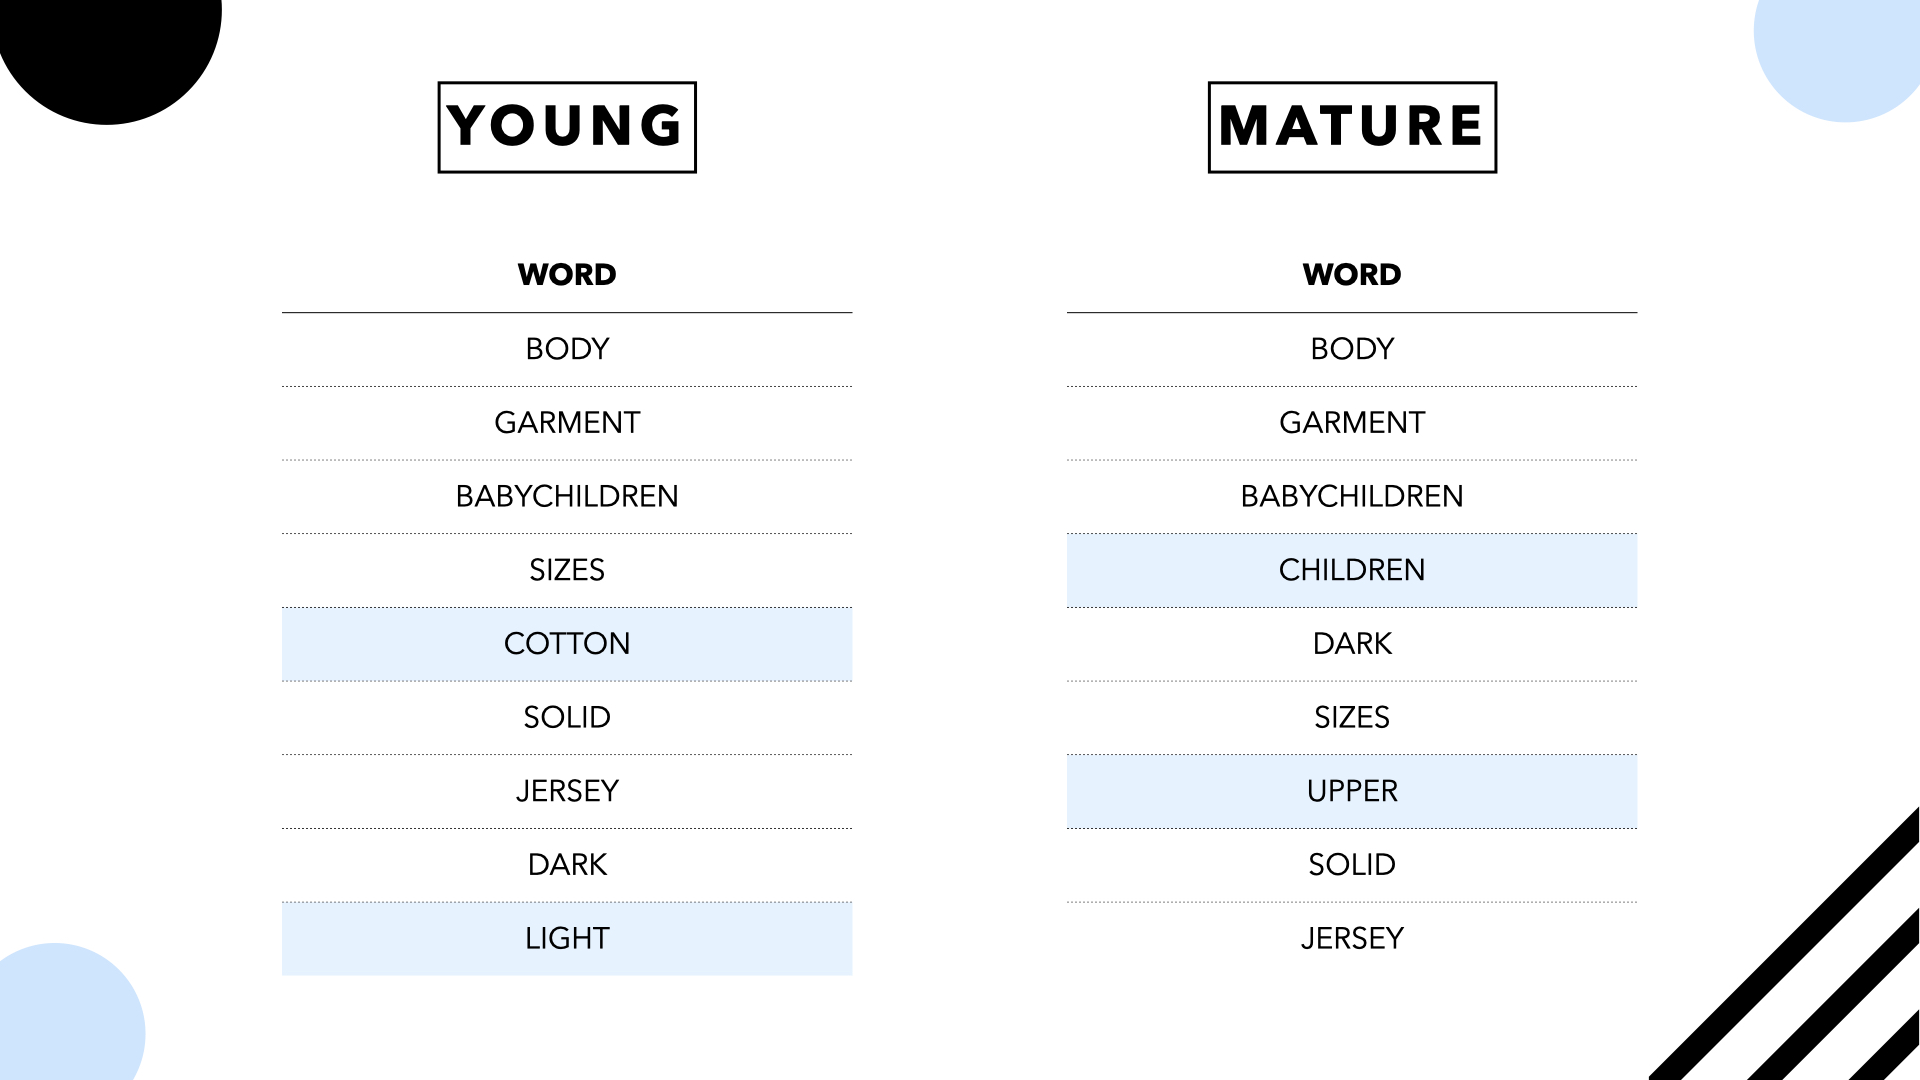 YOUNG
WORD
BODY
GARMENT
BABYCHILDREN
SIZES
COTTON
SOLID
JERSEY
DARK
LIGHT
MATURE
WORD
BODY
GARMENT
BABYCHILDREN
CHILDREN
DARK
SIZES
UPPER
SOLID
JERSEY